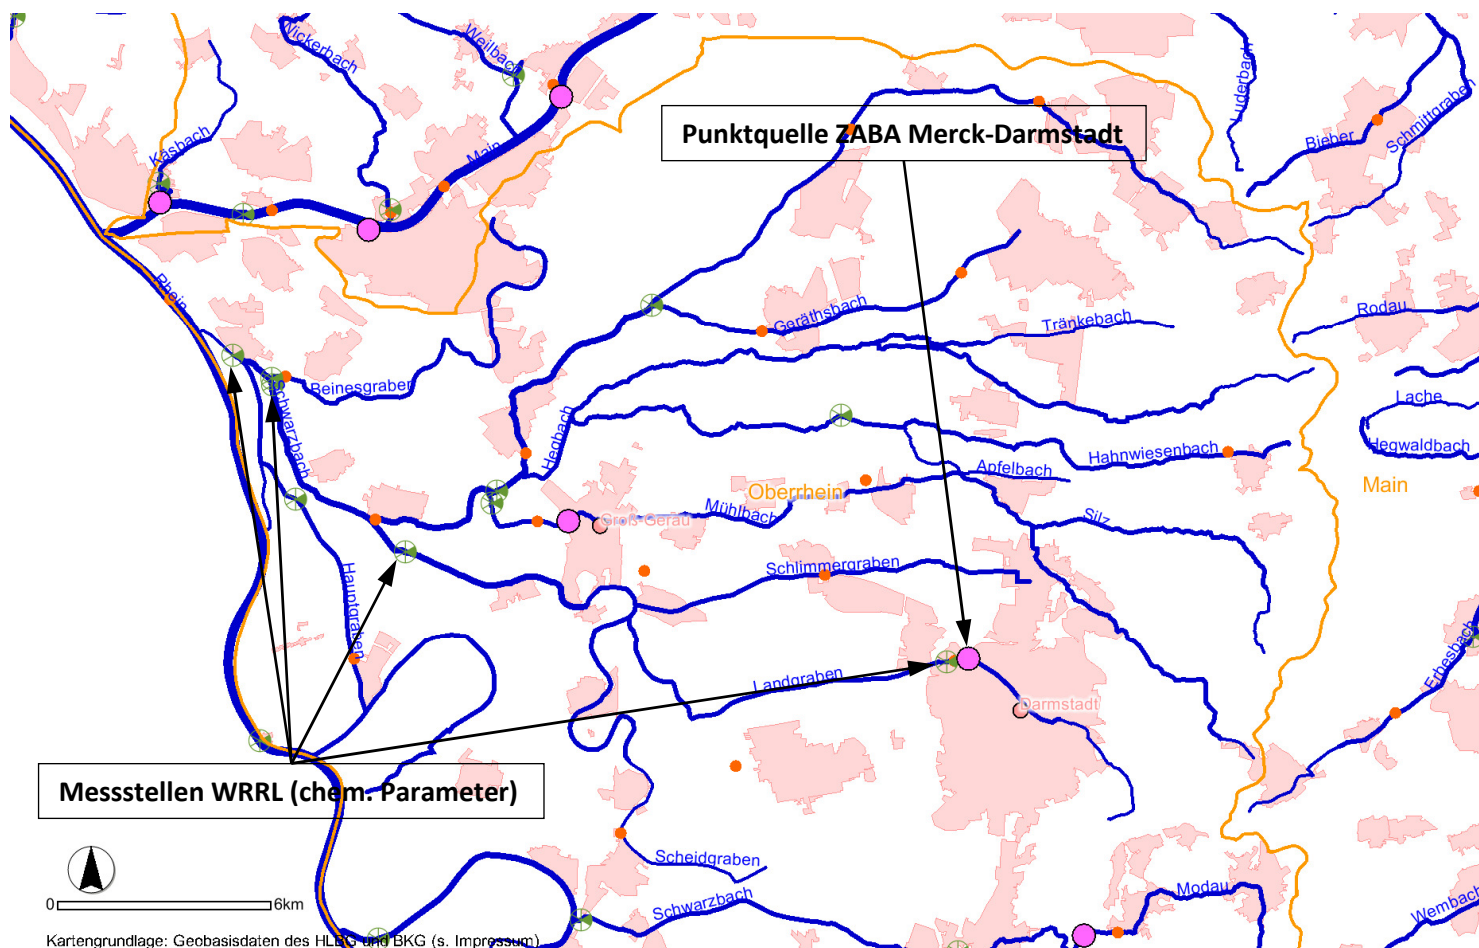 Wickerbach
Weilbach
Luderbach
Schmittgraben
Bieber
Käsbach
Main
Punktquelle ZABA Merck-Darmstadt
Rhein
Geräthsbach
Tränkebach
Rodau
Beinesgraben
Schwarzbach
Lache
Hegbach
Hahnwiesenbach
Hegwaldbach
Apfelbach
Oberrhein
Main
Mühlbach
Groß-Gerau
Silz
Schlimmergraben
Hauptgraben
Landgraben
Erbesbach
Darmstadt
Messstellen WRRL (chem. Parameter)
Scheidgraben
Schwarzbach
Modau
Wembach
0 6km
Kartengrundlage: Geobasisdaten des HLBG und BKG (s. Impressum)